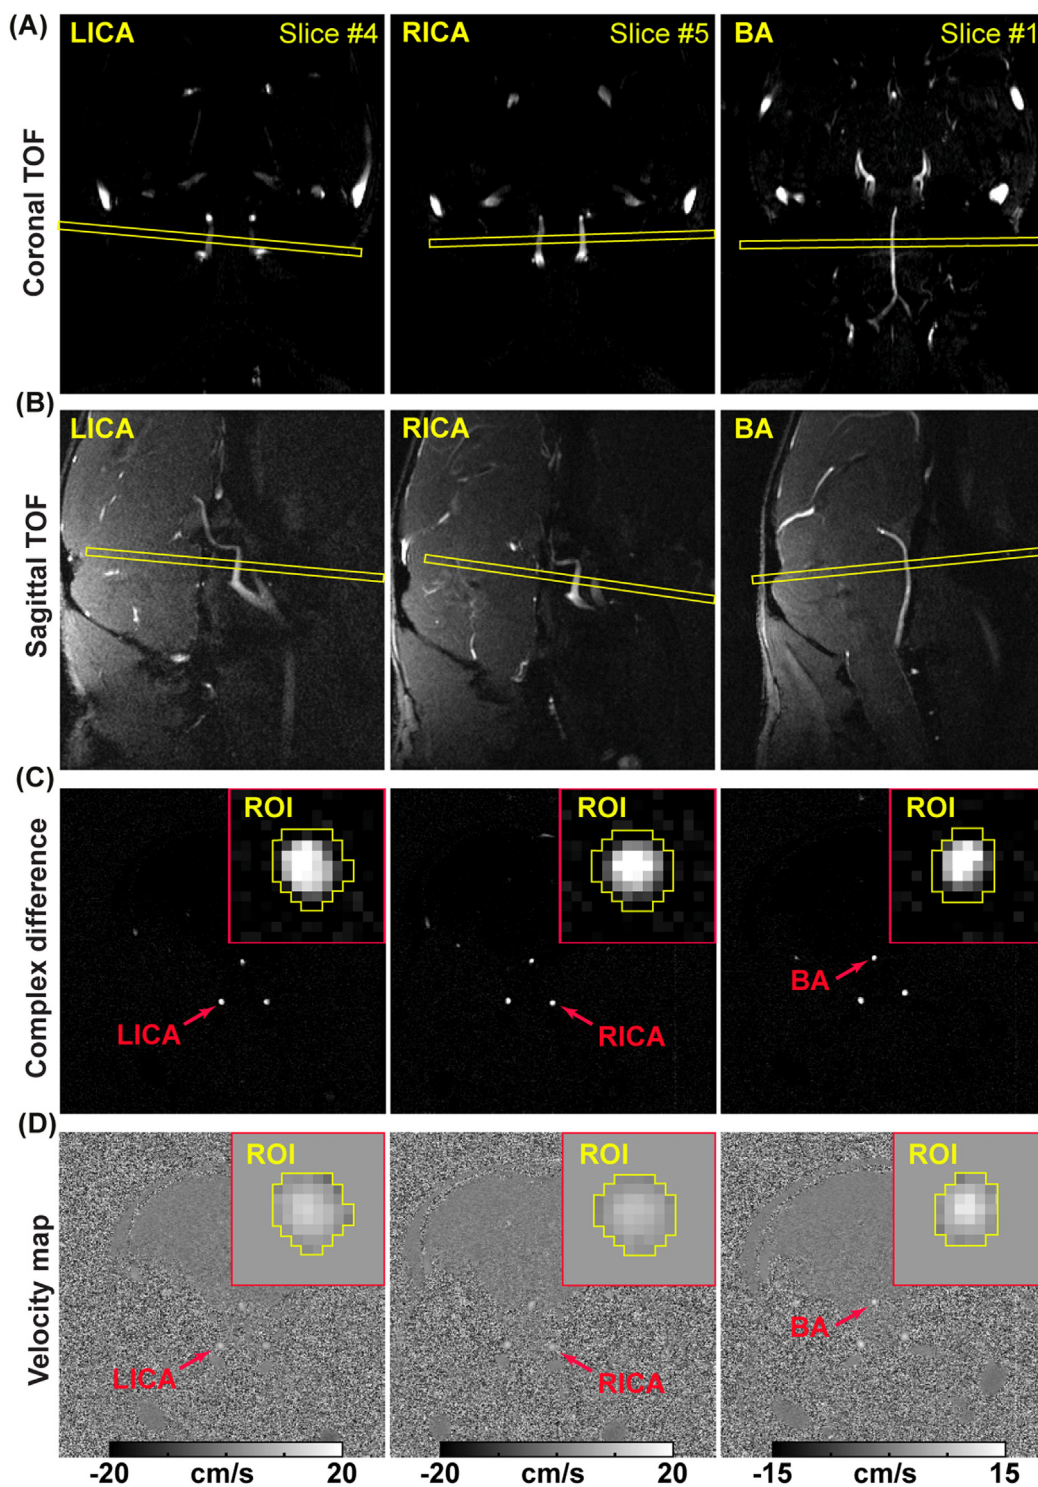 (A)
LICA Slice #4
RICA Slice #5
BA Slice #1
Coronal TOF
(B)
LICA
RICA
BA
Sagittal TOF
(C)
ROI
ROI
ROI
LICA
RICA
BA
Complex difference
(D)
ROI
ROI
ROI
LICA
RICA
BA
Velocity map
-20 cm/s 20
-20 cm/s 20
-15 cm/s 15